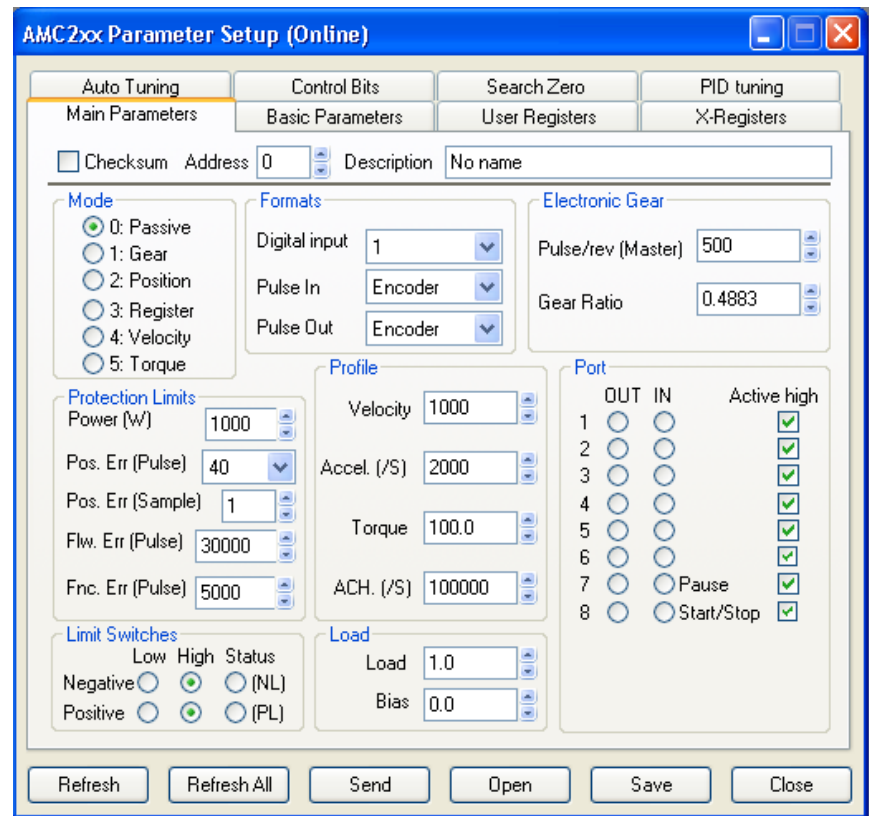 AMC2xx Parameter Setup (Online)
Auto Tuning Control Bits Search Zero PID tuning
Main Parameters Basic Parameters User Registers X-Registers
Checksum Address 0 Description No name
Mode
0: Passive
1: Gear
2: Position
3: Register
4: Velocity
5: Torque
Formats
Digital input 1
Pulse In Encoder
Pulse Out Encoder
Electronic Gear
Pulse/rev (Master) 500
Gear Ratio 0.4883
Protection Limits
Power (W) 1000
Pos. Err (Pulse) 40
Pos. Err (Sample) 1
Flw. Err (Pulse) 30000
Fnc. Err (Pulse) 5000
Profile
Velocity 1000
Accel. (/S) 2000
Torque 100.0
ACH. (/S) 100000
Port
OUT IN Active high
1
2
3
4
5
6
7 Pause
8 Start/Stop
Limit Switches
Low High Status
Negative (NL)
Positive (PL)
Load
Load 1.0
Bias 0.0
Refresh Refresh All Send Open Save Close